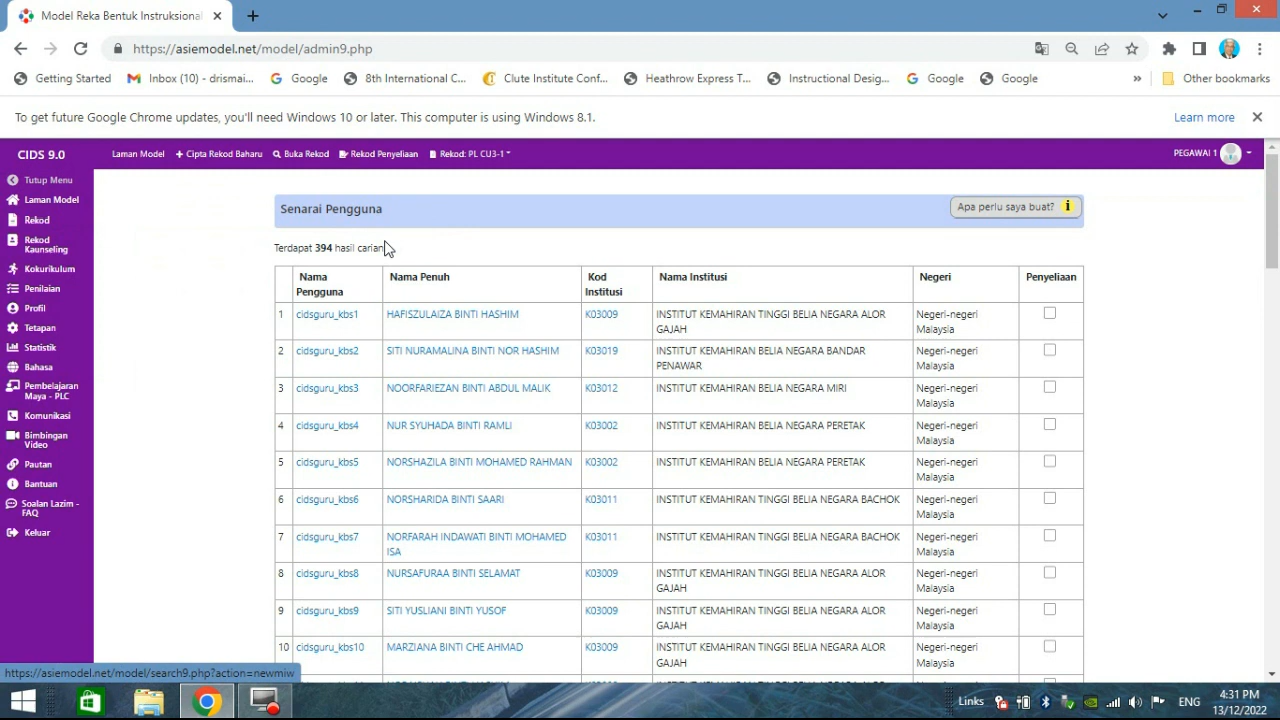 Model Reka Bentuk Instruksional
https://asiemodel.net/model/admin9.php
Getting Started
Inbox (10) - drismai...
Google
8th International C...
Clute Institute Conf...
Heathrow Express T...
Instructional Desig...
Google
Google
»
Other bookmarks
To get future Google Chrome updates, you'll need Windows 10 or later. This computer is using Windows 8.1.
Learn more
CIDS 9.0
Laman Model
Cipta Rekod Baharu
Buka Rekod
Rekod Penyeliaan
Rekod: PL CU3-1
PEGAWAI 1
Tutup Menu
Laman Model
Rekod
Rekod
Kaunseling
Kokurikulum
Penilaian
Profil
Tetapan
Statistik
Bahasa
Pembelajaran
Maya - PLC
Komunikasi
Bimbingan
Video
Pautan
Bantuan
Soalan Lazim -
FAQ
Keluar
Senarai Pengguna
Apa perlu saya buat? i
Terdapat 394 hasil carian
Nama
Pengguna
Nama Penuh
Kod
Institusi
Nama Institusi
Negeri
Penyeliaan
1 cidsguru_kbs1 HAFISZULAIZA BINTI HASHIM K03009 INSTITUT KEMAHIRAN TINGGI BELIA NEGARA ALOR Negeri-negeri
GAJAH Malaysia
2 cidsguru_kbs2 SITI NURAMALINA BINTI NOR HASHIM K03019 INSTITUT KEMAHIRAN BELIA NEGARA BANDAR Negeri-negeri
PENAWAR Malaysia
3 cidsguru_kbs3 NOORFARIEZAN BINTI ABDUL MALIK K03012 INSTITUT KEMAHIRAN BELIA NEGARA MIRI Negeri-negeri
Malaysia
4 cidsguru_kbs4 NUR SYUHADA BINTI RAMLI K03002 INSTITUT KEMAHIRAN BELIA NEGARA PERETAK Negeri-negeri
Malaysia
5 cidsguru_kbs5 NORSHAZILA BINTI MOHAMED RAHMAN K03002 INSTITUT KEMAHIRAN BELIA NEGARA PERETAK Negeri-negeri
Malaysia
6 cidsguru_kbs6 NORSHARIDA BINTI SAARI K03011 INSTITUT KEMAHIRAN TINGGI BELIA NEGARA BACHOK Negeri-negeri
Malaysia
7 cidsguru_kbs7 NORFARAH INDAWATI BINTI MOHAMED K03011 INSTITUT KEMAHIRAN TINGGI BELIA NEGARA BACHOK Negeri-negeri
ISA Malaysia
8 cidsguru_kbs8 NURSAFURAA BINTI SELAMAT K03009 INSTITUT KEMAHIRAN TINGGI BELIA NEGARA ALOR Negeri-negeri
GAJAH Malaysia
9 cidsguru_kbs9 SITI YUSLIANI BINTI YUSOF K03009 INSTITUT KEMAHIRAN TINGGI BELIA NEGARA ALOR Negeri-negeri
GAJAH Malaysia
10 cidsguru_kbs10 MARZIANA BINTI CHE AHMAD K03009 INSTITUT KEMAHIRAN TINGGI BELIA NEGARA ALOR Negeri-negeri
GAJAH Malaysia
https://asiemodel.net/model/search9.php?action=newmiw
Links
ENG
4:31 PM
13/12/2022